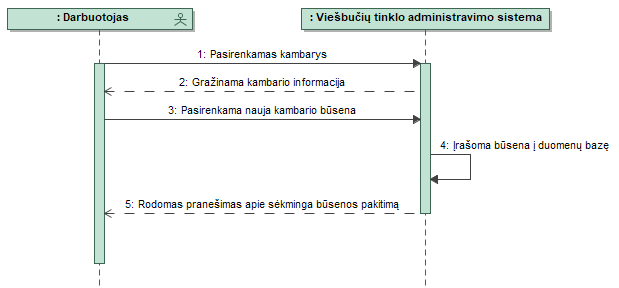 : Darbuotojas
: Viešbučių tinklo administravimo sistema
1: Pasirenkamas kambarys
2: Gražinama kambario informacija
3: Pasirenkama nauja kambario būsena
4: Įrašoma būsena į duomenų bazę
5: Rodomas pranešimas apie sėkminga būsenos pakitimą